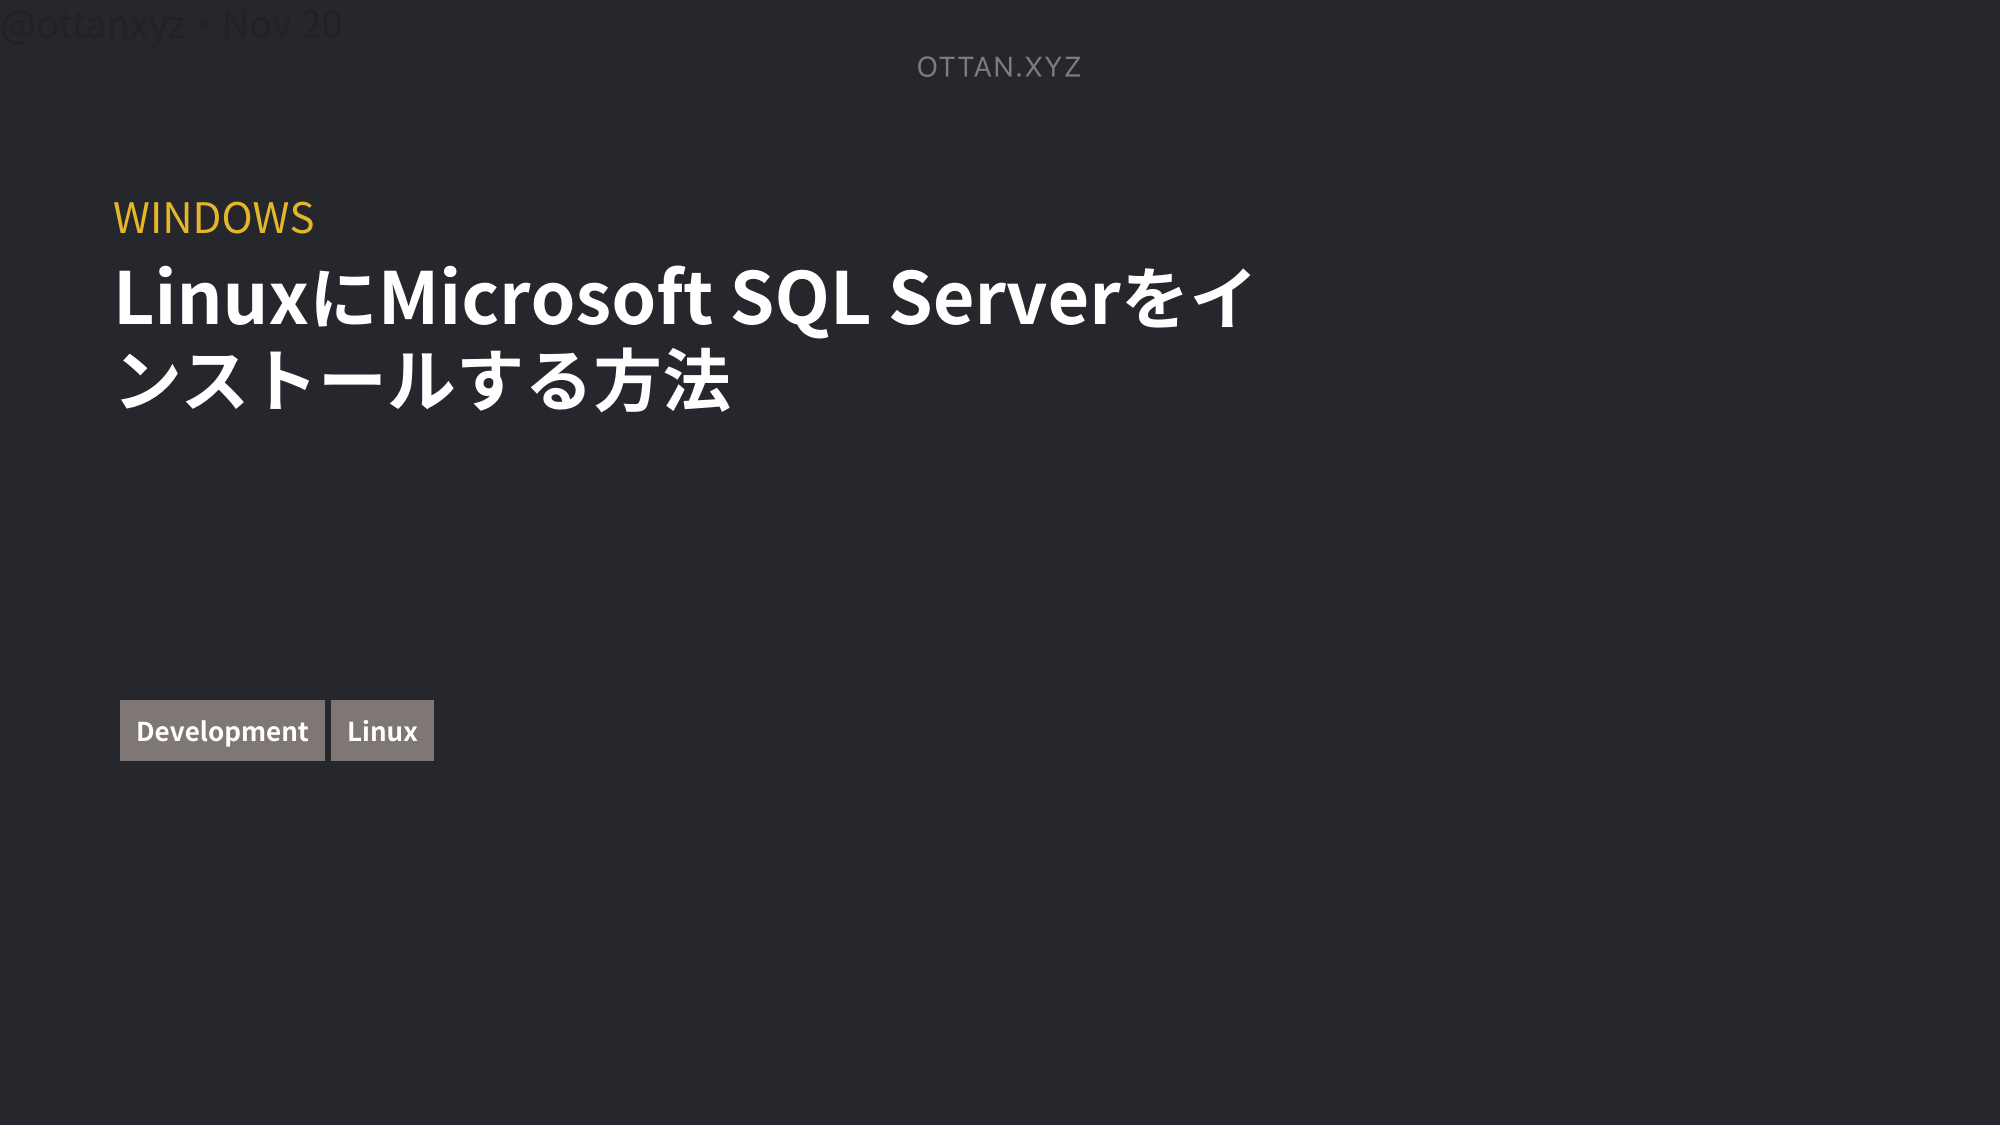 @ottanxyz・Nov 20
OTTAN.XYZ
WINDOWS
LinuxにMicrosoft SQL Serverをイ
ンストールする方法
Development Linux